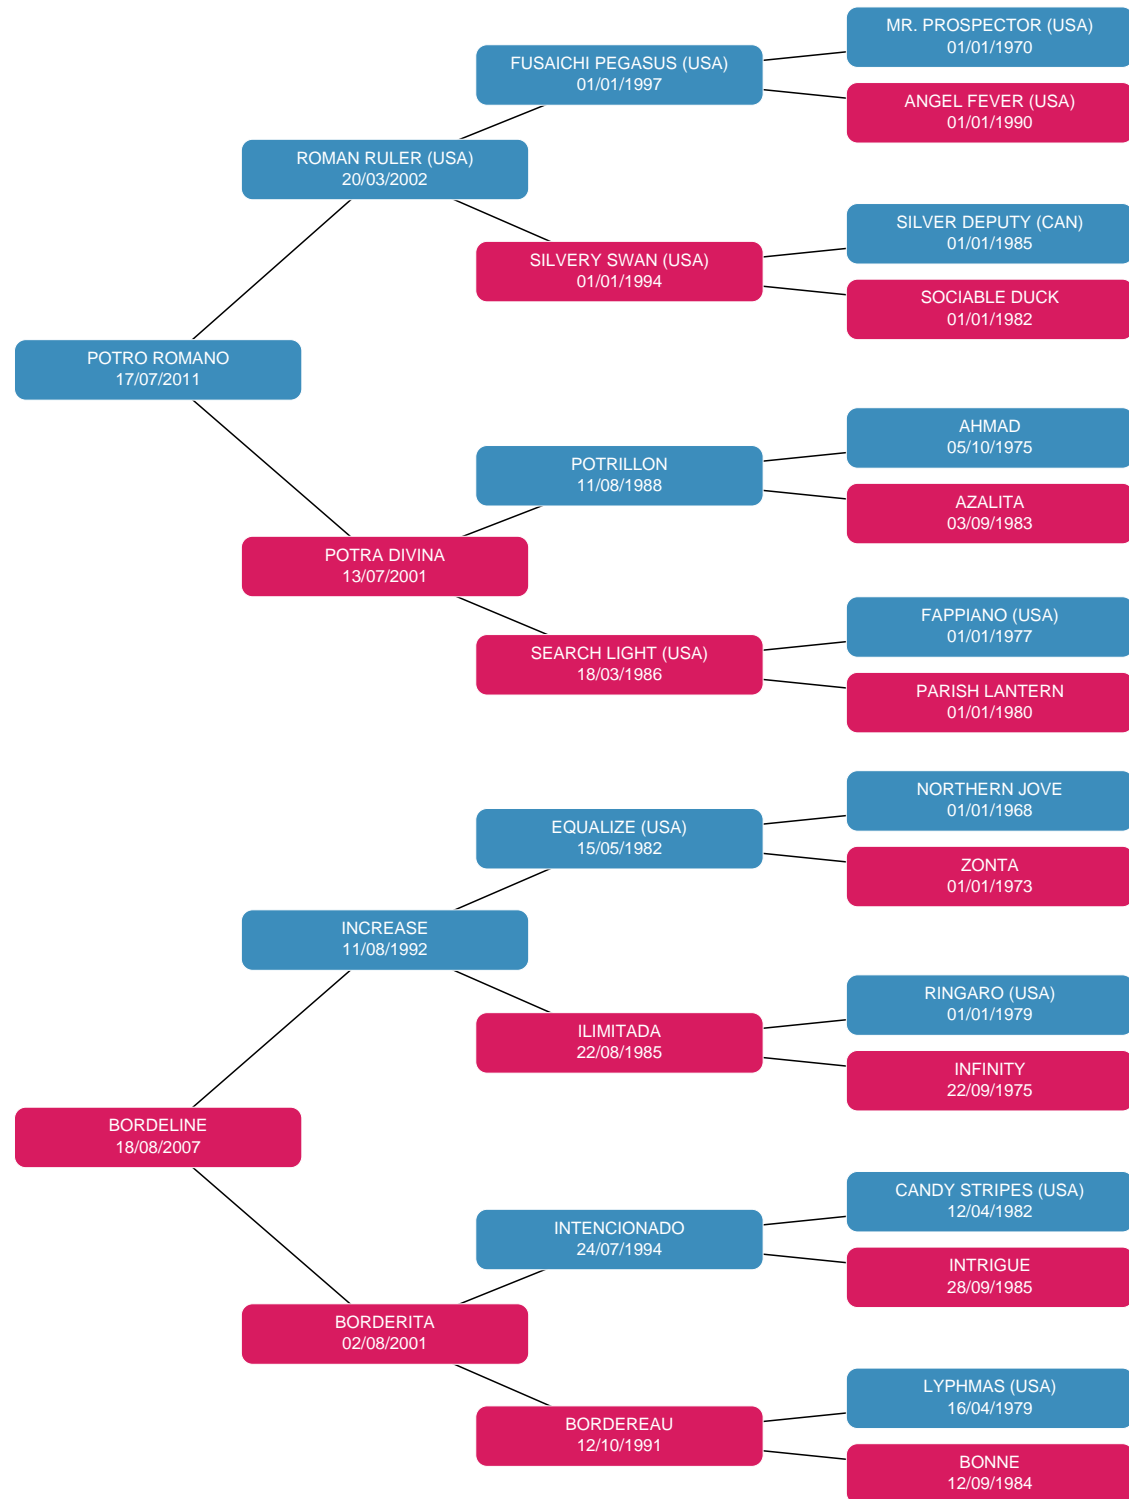 MR. PROSPECTOR (USA)
01/01/1970
FUSAICHI PEGASUS (USA)
01/01/1997
ANGEL FEVER (USA)
01/01/1990
ROMAN RULER (USA)
20/03/2002
SILVER DEPUTY (CAN)
01/01/1985
SILVERY SWAN (USA)
01/01/1994
SOCIABLE DUCK
01/01/1982
POTRO ROMANO
17/07/2011
AHMAD
05/10/1975
POTRILLON
11/08/1988
AZALITA
03/09/1983
POTRA DIVINA
13/07/2001
FAPPIANO (USA)
01/01/1977
SEARCH LIGHT (USA)
18/03/1986
PARISH LANTERN
01/01/1980
NORTHERN JOVE
01/01/1968
EQUALIZE (USA)
15/05/1982
ZONTA
01/01/1973
INCREASE
11/08/1992
RINGARO (USA)
01/01/1979
ILIMITADA
22/08/1985
INFINITY
22/09/1975
BORDELINE
18/08/2007
CANDY STRIPES (USA)
12/04/1982
INTENCIONADO
24/07/1994
INTRIGUE
28/09/1985
BORDERITA
02/08/2001
LYPHMAS (USA)
16/04/1979
BORDEREAU
12/10/1991
BONNE
12/09/1984